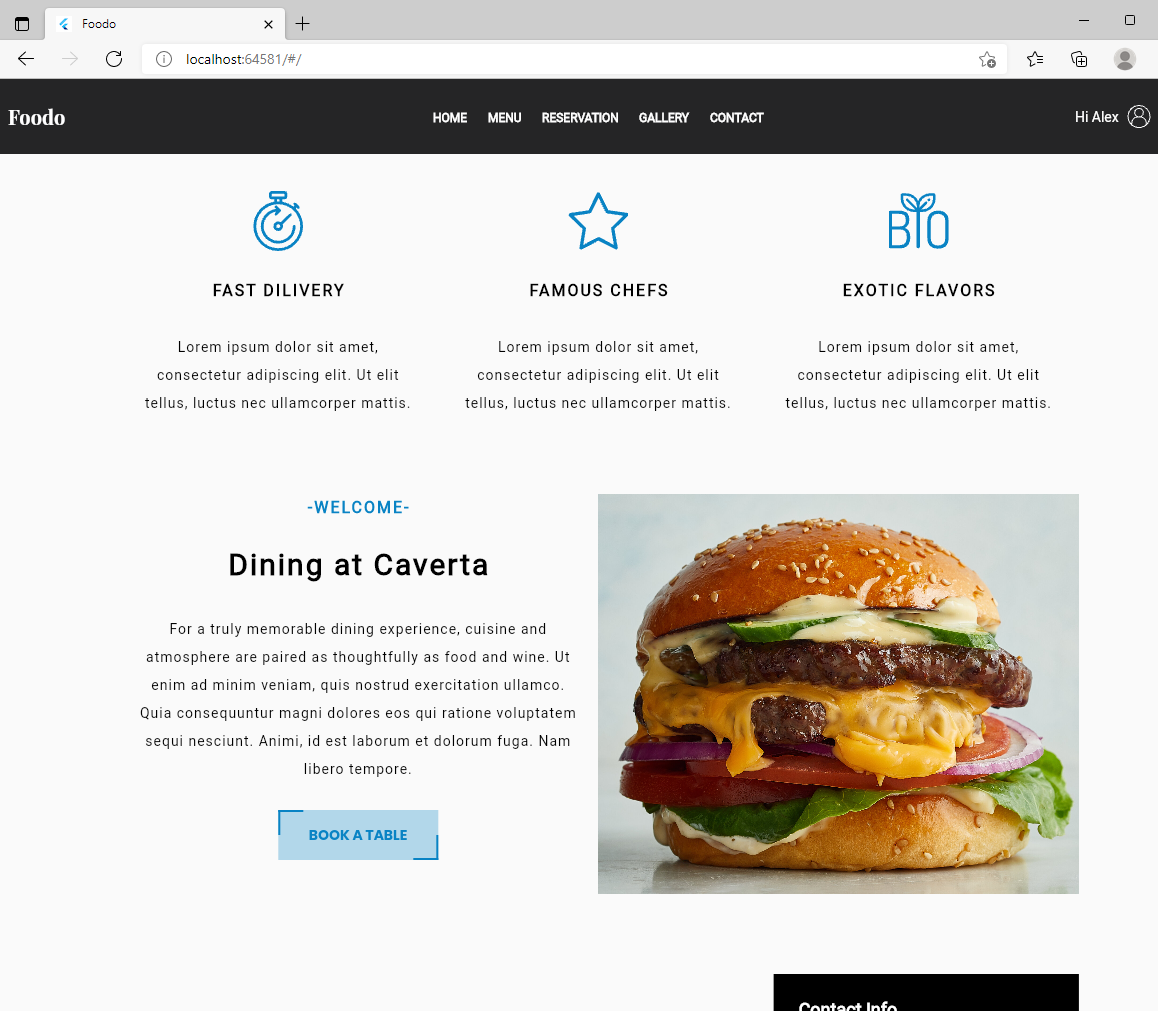 Foodo
localhost:64581/#/
Foodo
HOME MENU RESERVATION GALLERY CONTACT
Hi Alex
BIO
FAST DILIVERY
Lorem ipsum dolor sit amet,
consectetur adipiscing elit. Ut elit
tellus, luctus nec ullamcorper mattis.
FAMOUS CHEFS
Lorem ipsum dolor sit amet,
consectetur adipiscing elit. Ut elit
tellus, luctus nec ullamcorper mattis.
EXOTIC FLAVORS
Lorem ipsum dolor sit amet,
consectetur adipiscing elit. Ut elit
tellus, luctus nec ullamcorper mattis.
-WELCOME-
Dining at Caverta
For a truly memorable dining experience, cuisine and
atmosphere are paired as thoughtfully as food and wine. Ut
enim ad minim veniam, quis nostrud exercitation ullamco.
Quia consequuntur magni dolores eos qui ratione voluptatem
sequi nesciunt. Animi, id est laborum et dolorum fuga. Nam
libero tempore.
BOOK A TABLE
Contact Info